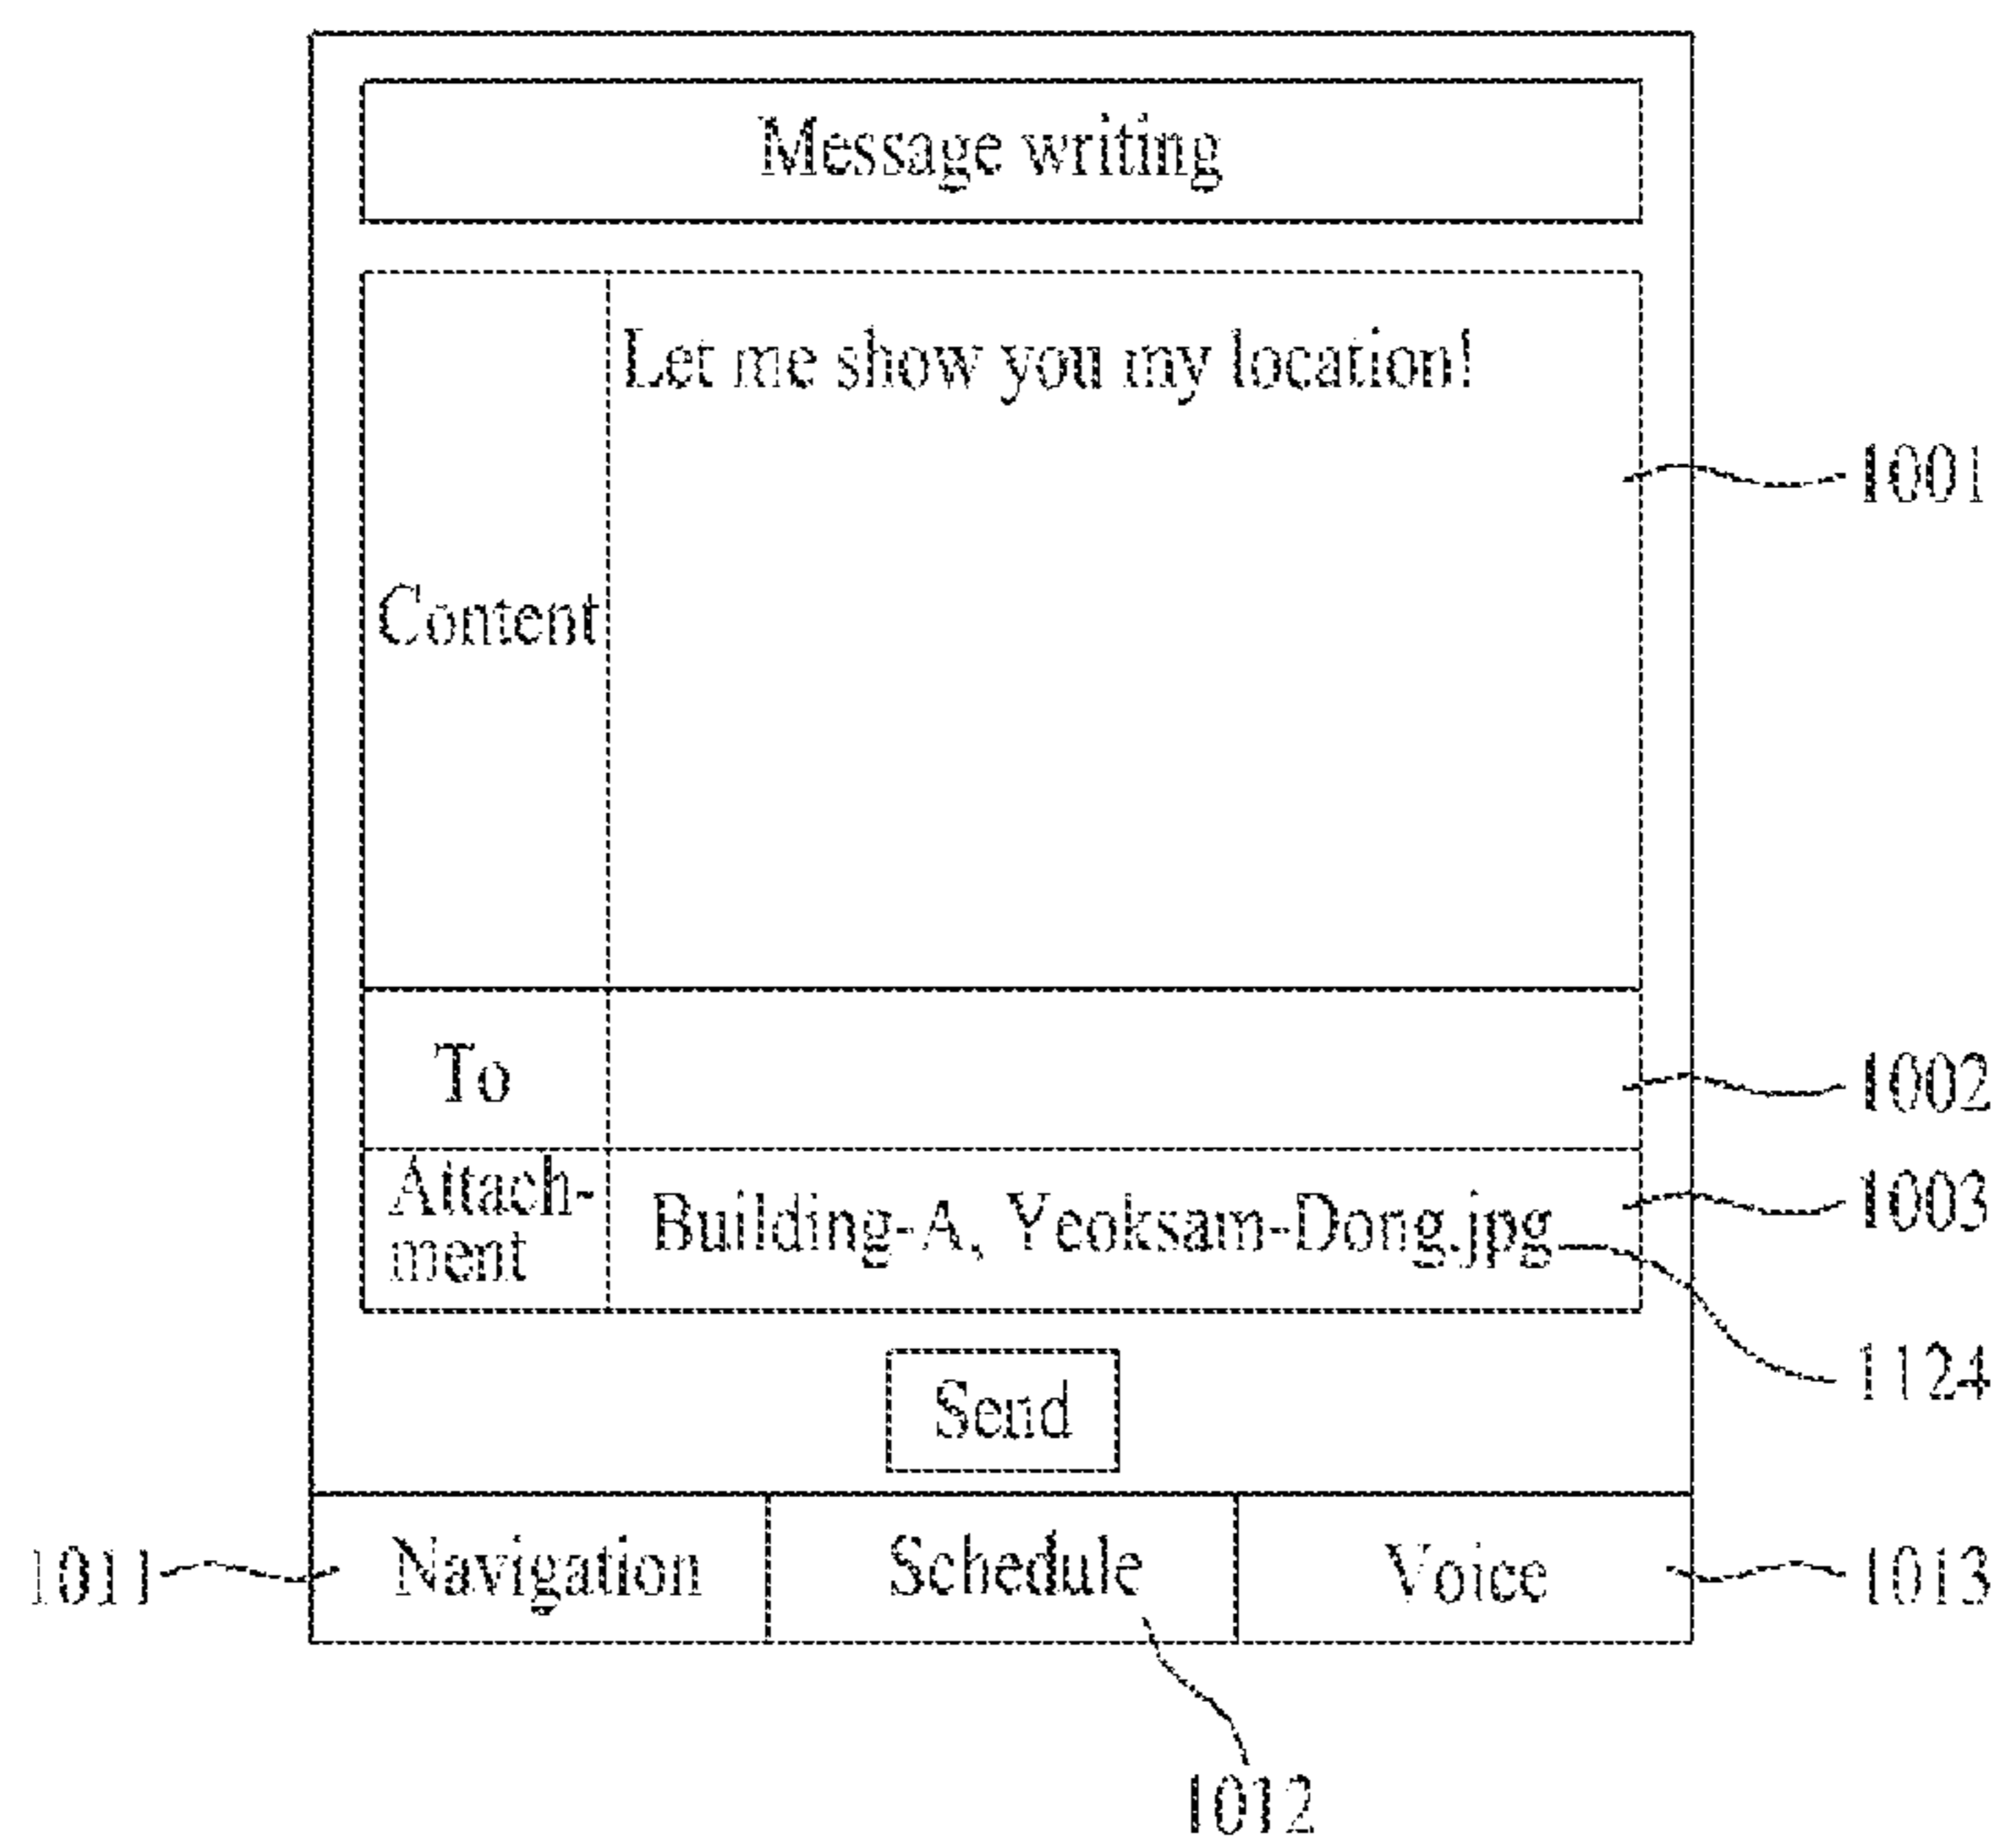 Message writing
Let me show you my location!
1001
Content
To
1002
Attach-
ment
Building-A, Yeoksam-Dong.jpg
1003
1124
Send
1011
Navigation
Schedule
Voice
1013
1012